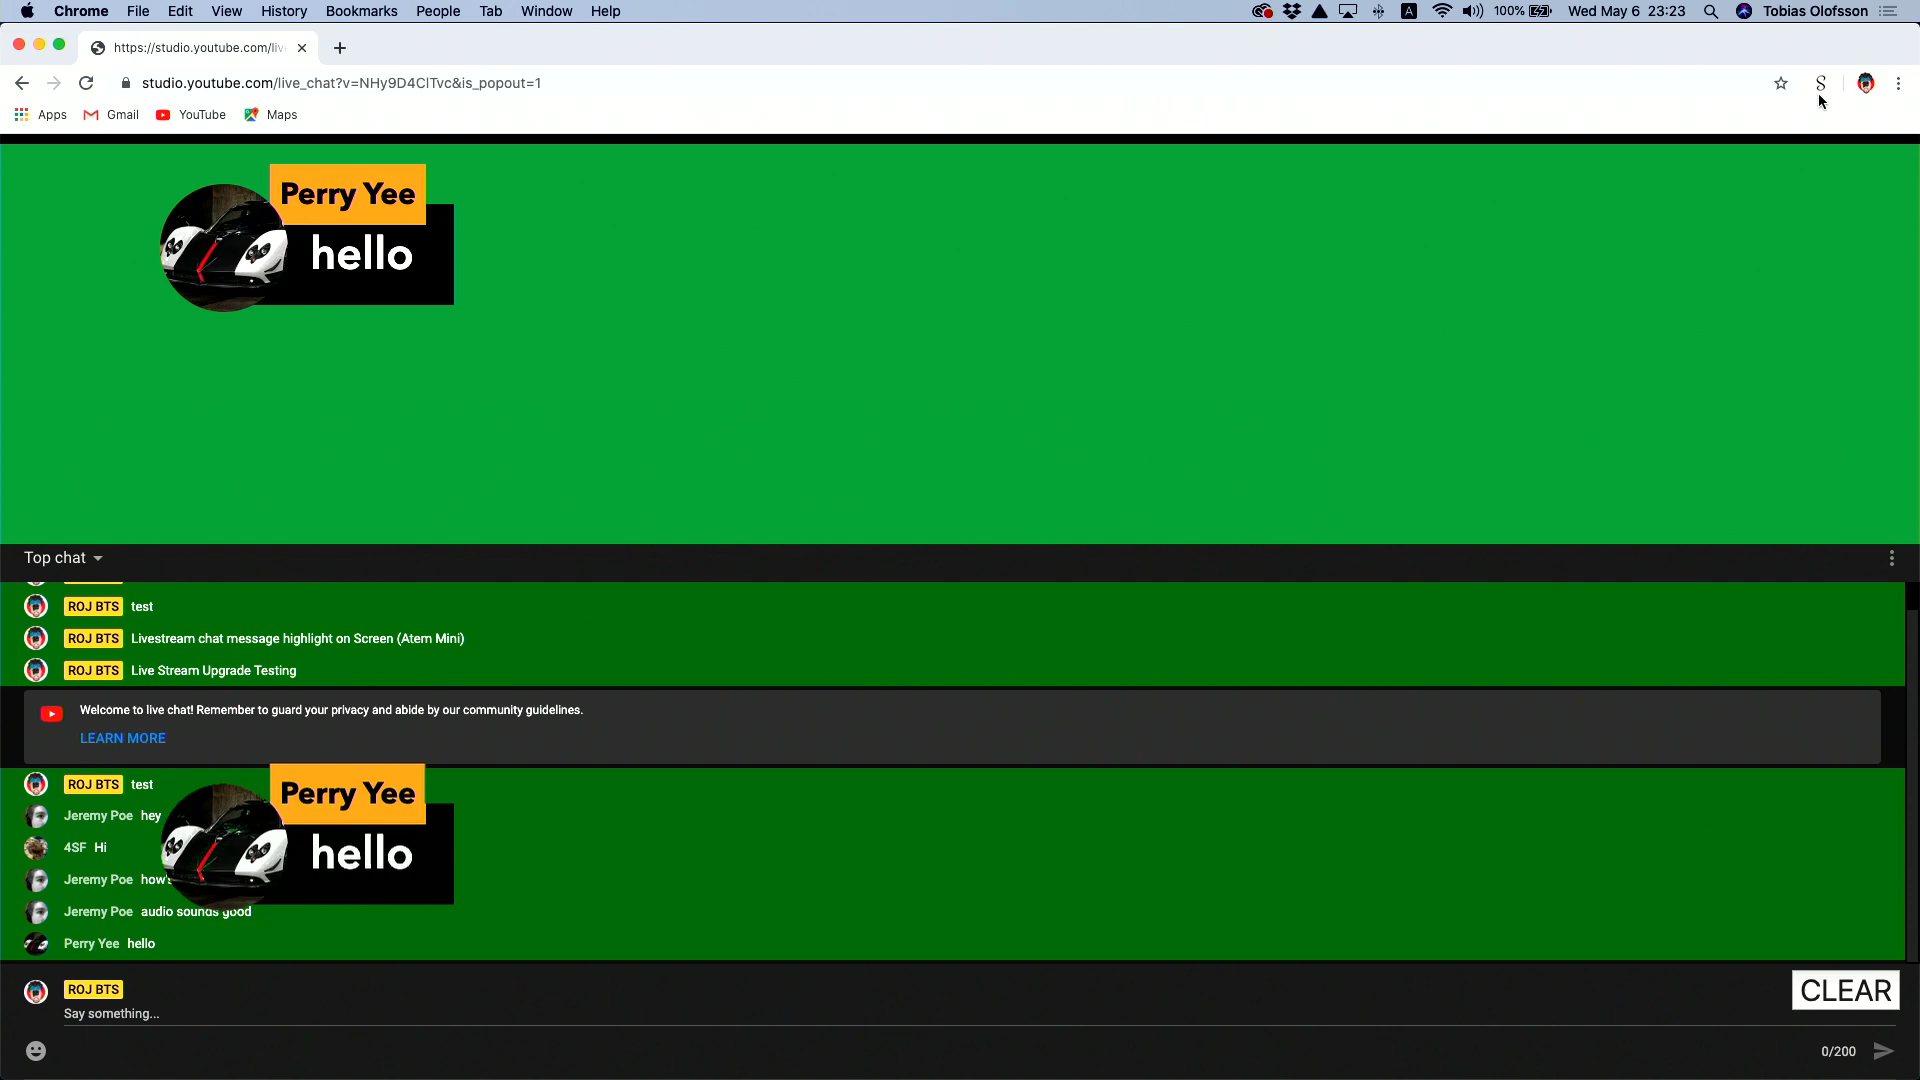 Chrome File Edit View History Bookmarks People Tab Window Help
A 100% Wed May 6 23:23 Tobias Olofsson
https://studio.youtube.com/liv
studio.youtube.com/live_chat?v=NHy9D4ClTvc&is_popout=1
S
Apps Gmail YouTube Maps
Perry Yee
hello
Top chat
ROJ BTS test
ROJ BTS Livestream chat message highlight on Screen (Atem Mini)
ROJ BTS Live Stream Upgrade Testing
Welcome to live chat! Remember to guard your privacy and abide by our community guidelines.
LEARN MORE
ROJ BTS test
Perry Yee
Jeremy Poe hey
4SF Hi
hello
Jeremy Poe how's
Jeremy Poe audio sounds good
Perry Yee hello
ROJ BTS
CLEAR
Say something...
0/200